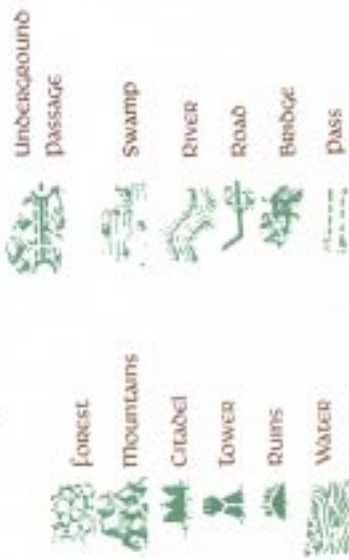 Forest
Mountains
Citadel
Tower
Ruins
Water
Underground
Passage
Swamp
River
Road
Bridge
Pass